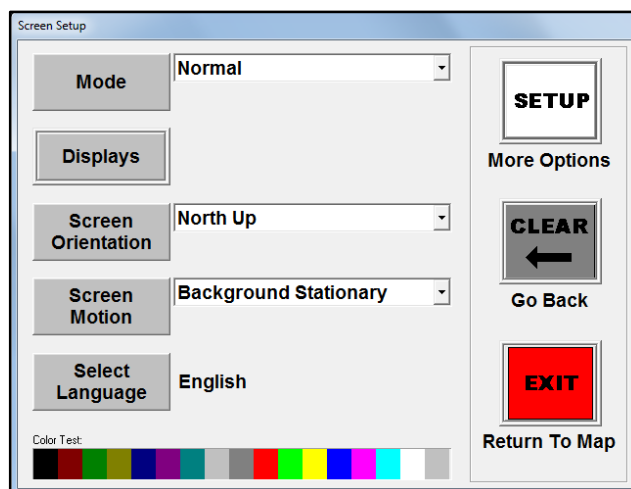 Screen Setup
Mode
Normal
Displays
Screen
Orientation
North Up
Screen
Motion
Background Stationary
Select
Language
English
Color Test:
SETUP
More Options
CLEAR
Go Back
EXIT
Return To Map